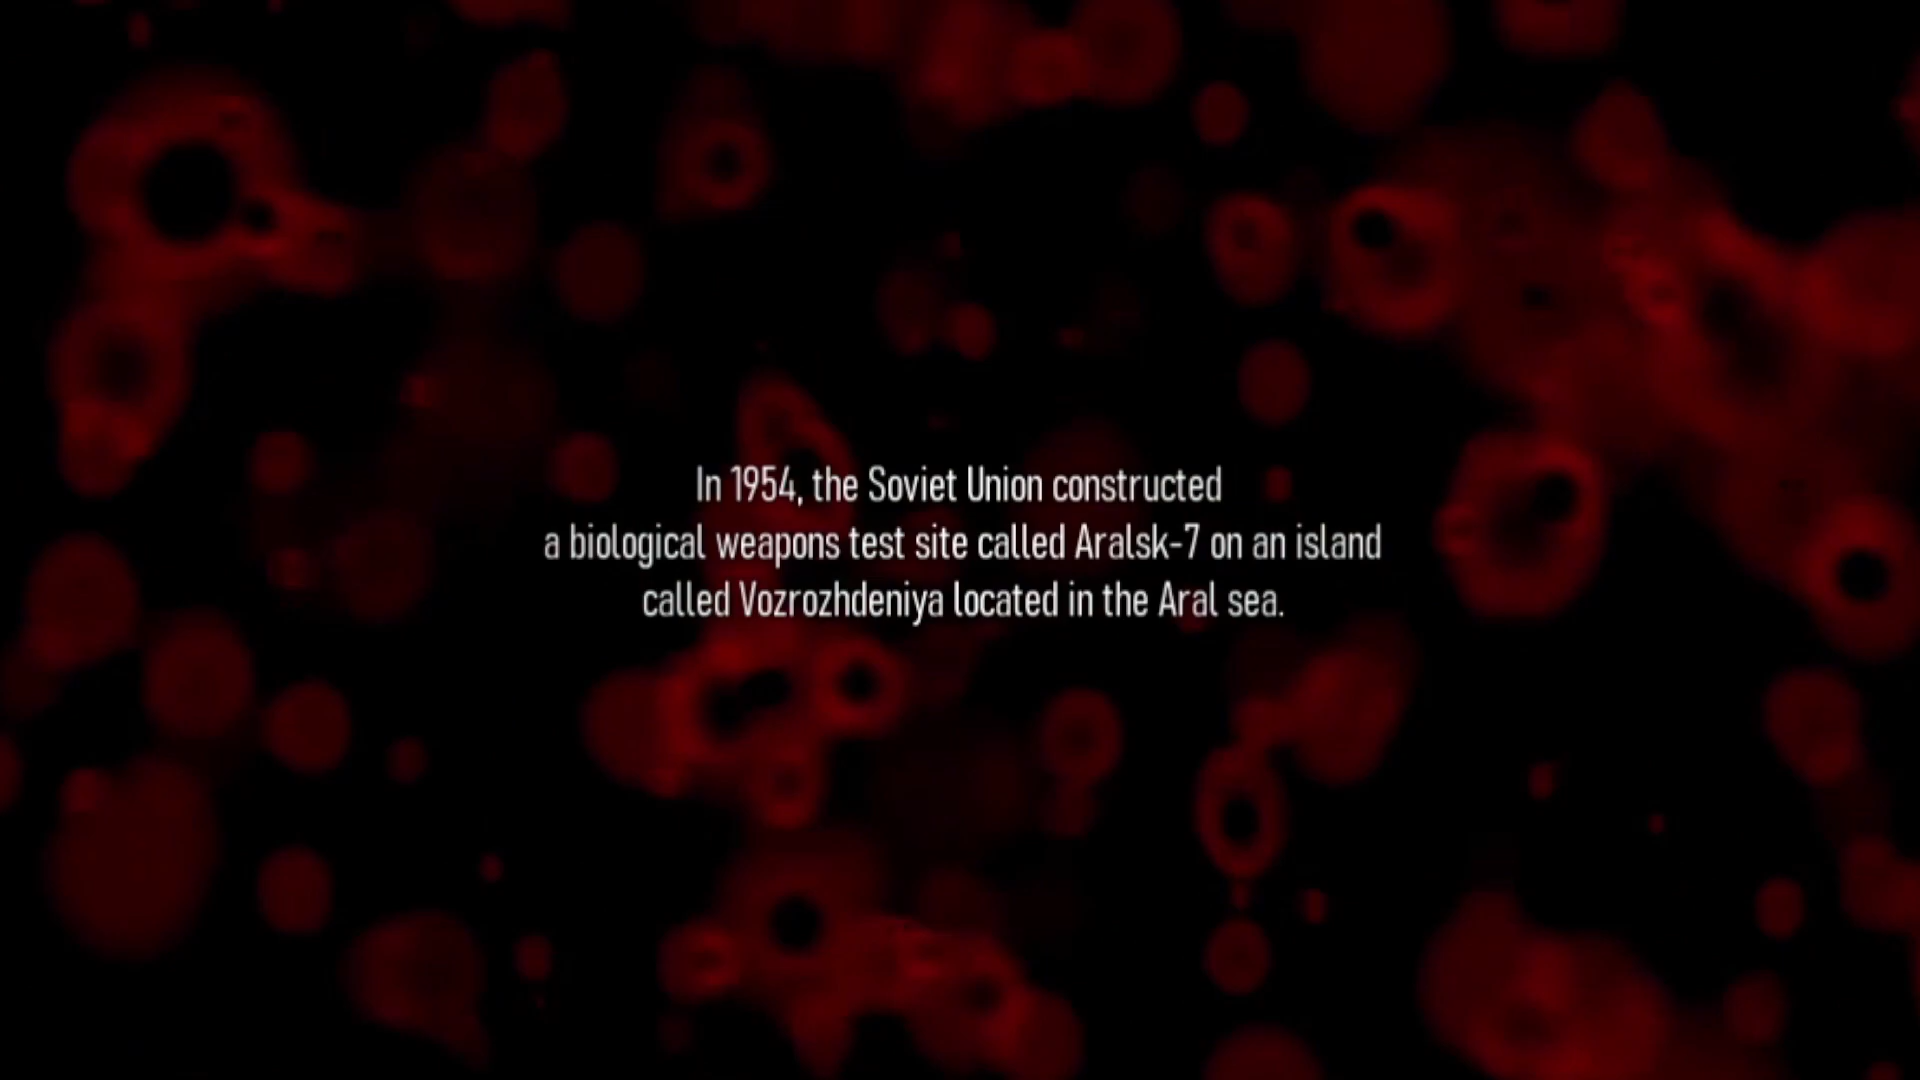 In 1954, the Soviet Union constructed
a biological weapons test site called Aralsk-7 on an island
called Vozrozhdeniya located in the Aral sea.